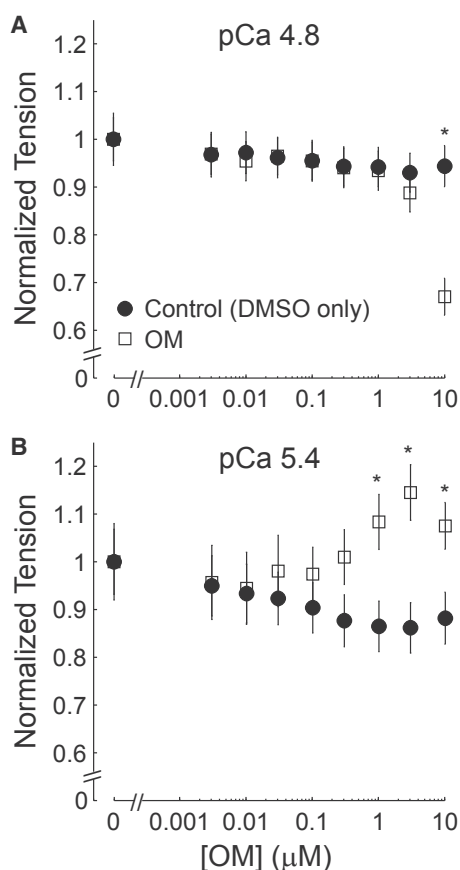 A
pCa 4.8
1.2
1.1
1
0.9
0.8
0.7
0.6
0
Normalized Tension
*
Control (DMSO only)
OM
0 0.001 0.01 0.1 1 10
B
pCa 5.4
1.2
1.1
1
0.9
0.8
0.7
0.6
0
Normalized Tension
* * *
0 0.001 0.01 0.1 1 10
[OM] (μM)